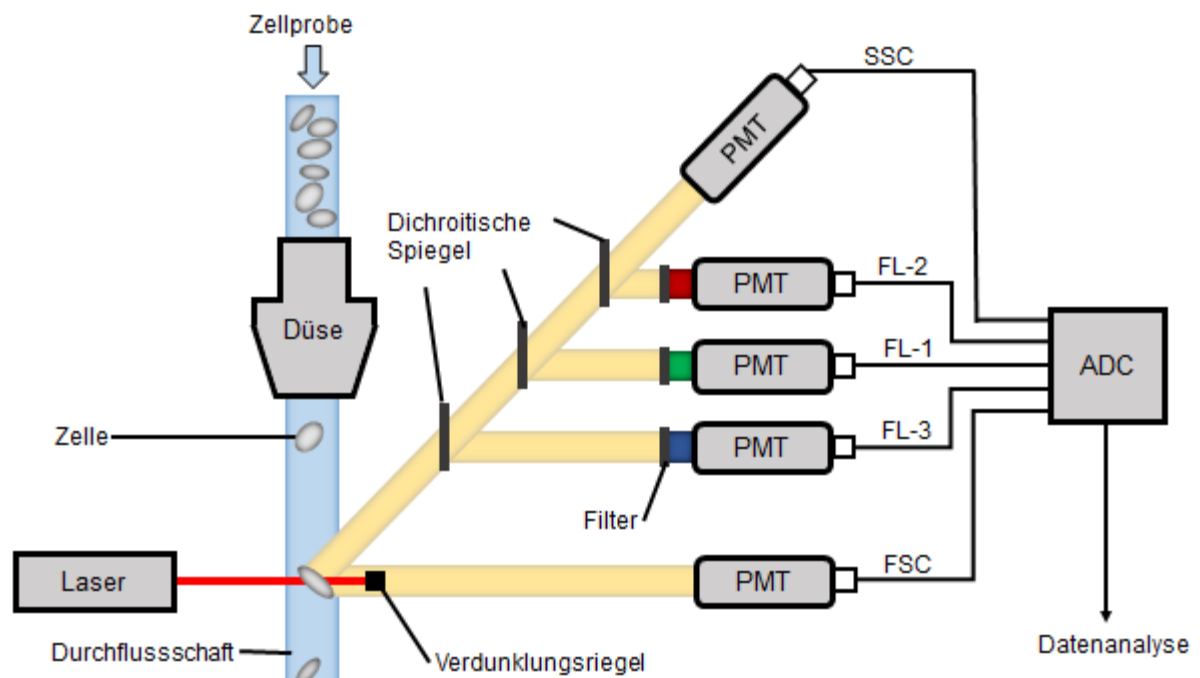 Zellprobe
SSC
PMT
Dichroitische
Spiegel
FL-2
PMT
Düse
FL-1
PMT
ADC
Zelle
FL-3
PMT
Filter
FSC
Laser
PMT
Durchflussschaft
Verdunklungsriegel
Datenanalyse